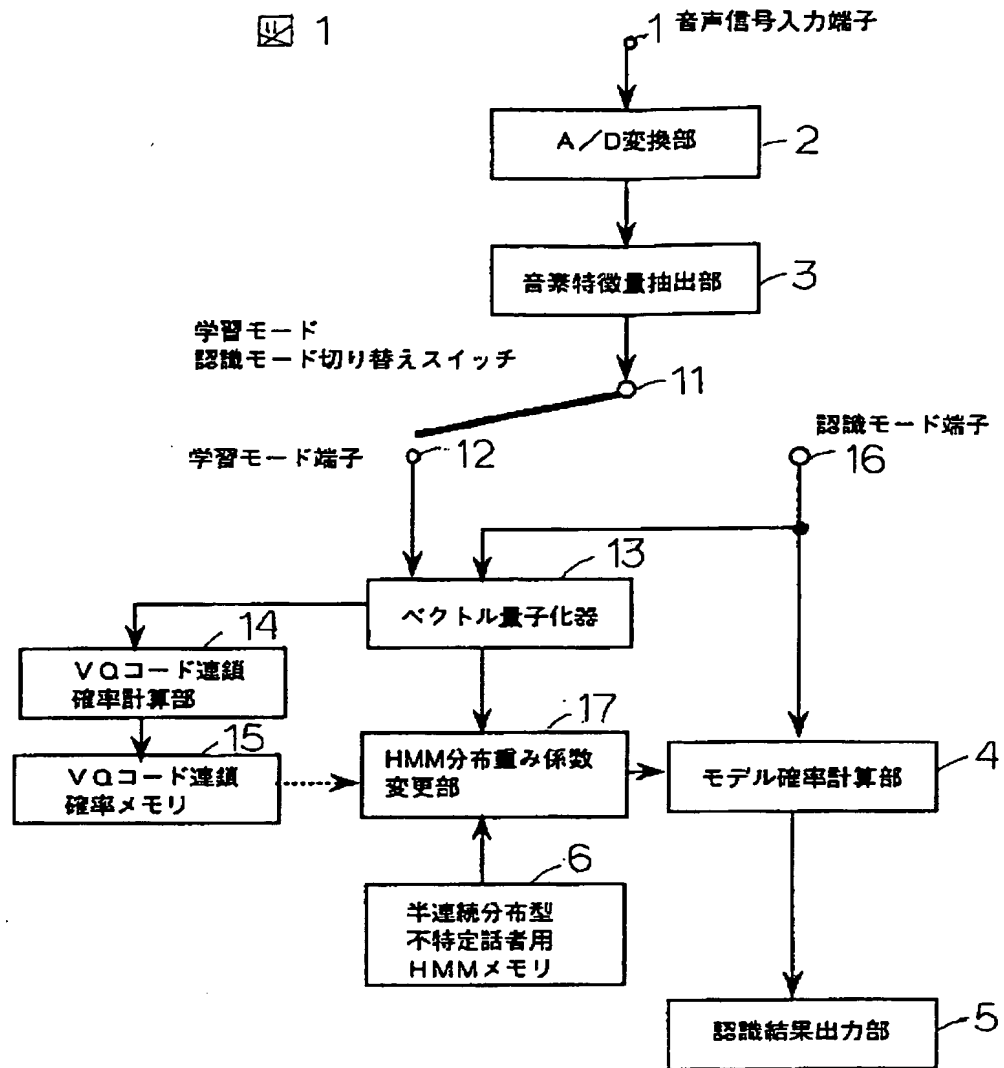 図 1
1 音声信号入力端子
A/D変換部 2
音素特徴量抽出部 3
学習モード
認識モード切り替えスイッチ
11
学習モード端子 12
認識モード端子
16
13
ベクトル量子化器
14
VQコード連鎖
確率計算部
15
VQコード連鎖
確率メモリ
17
HMM分布重み係数
変更部
モデル確率計算部 4
6
半連続分布型
不特定話者用
HMMメモリ
認識結果出力部 5